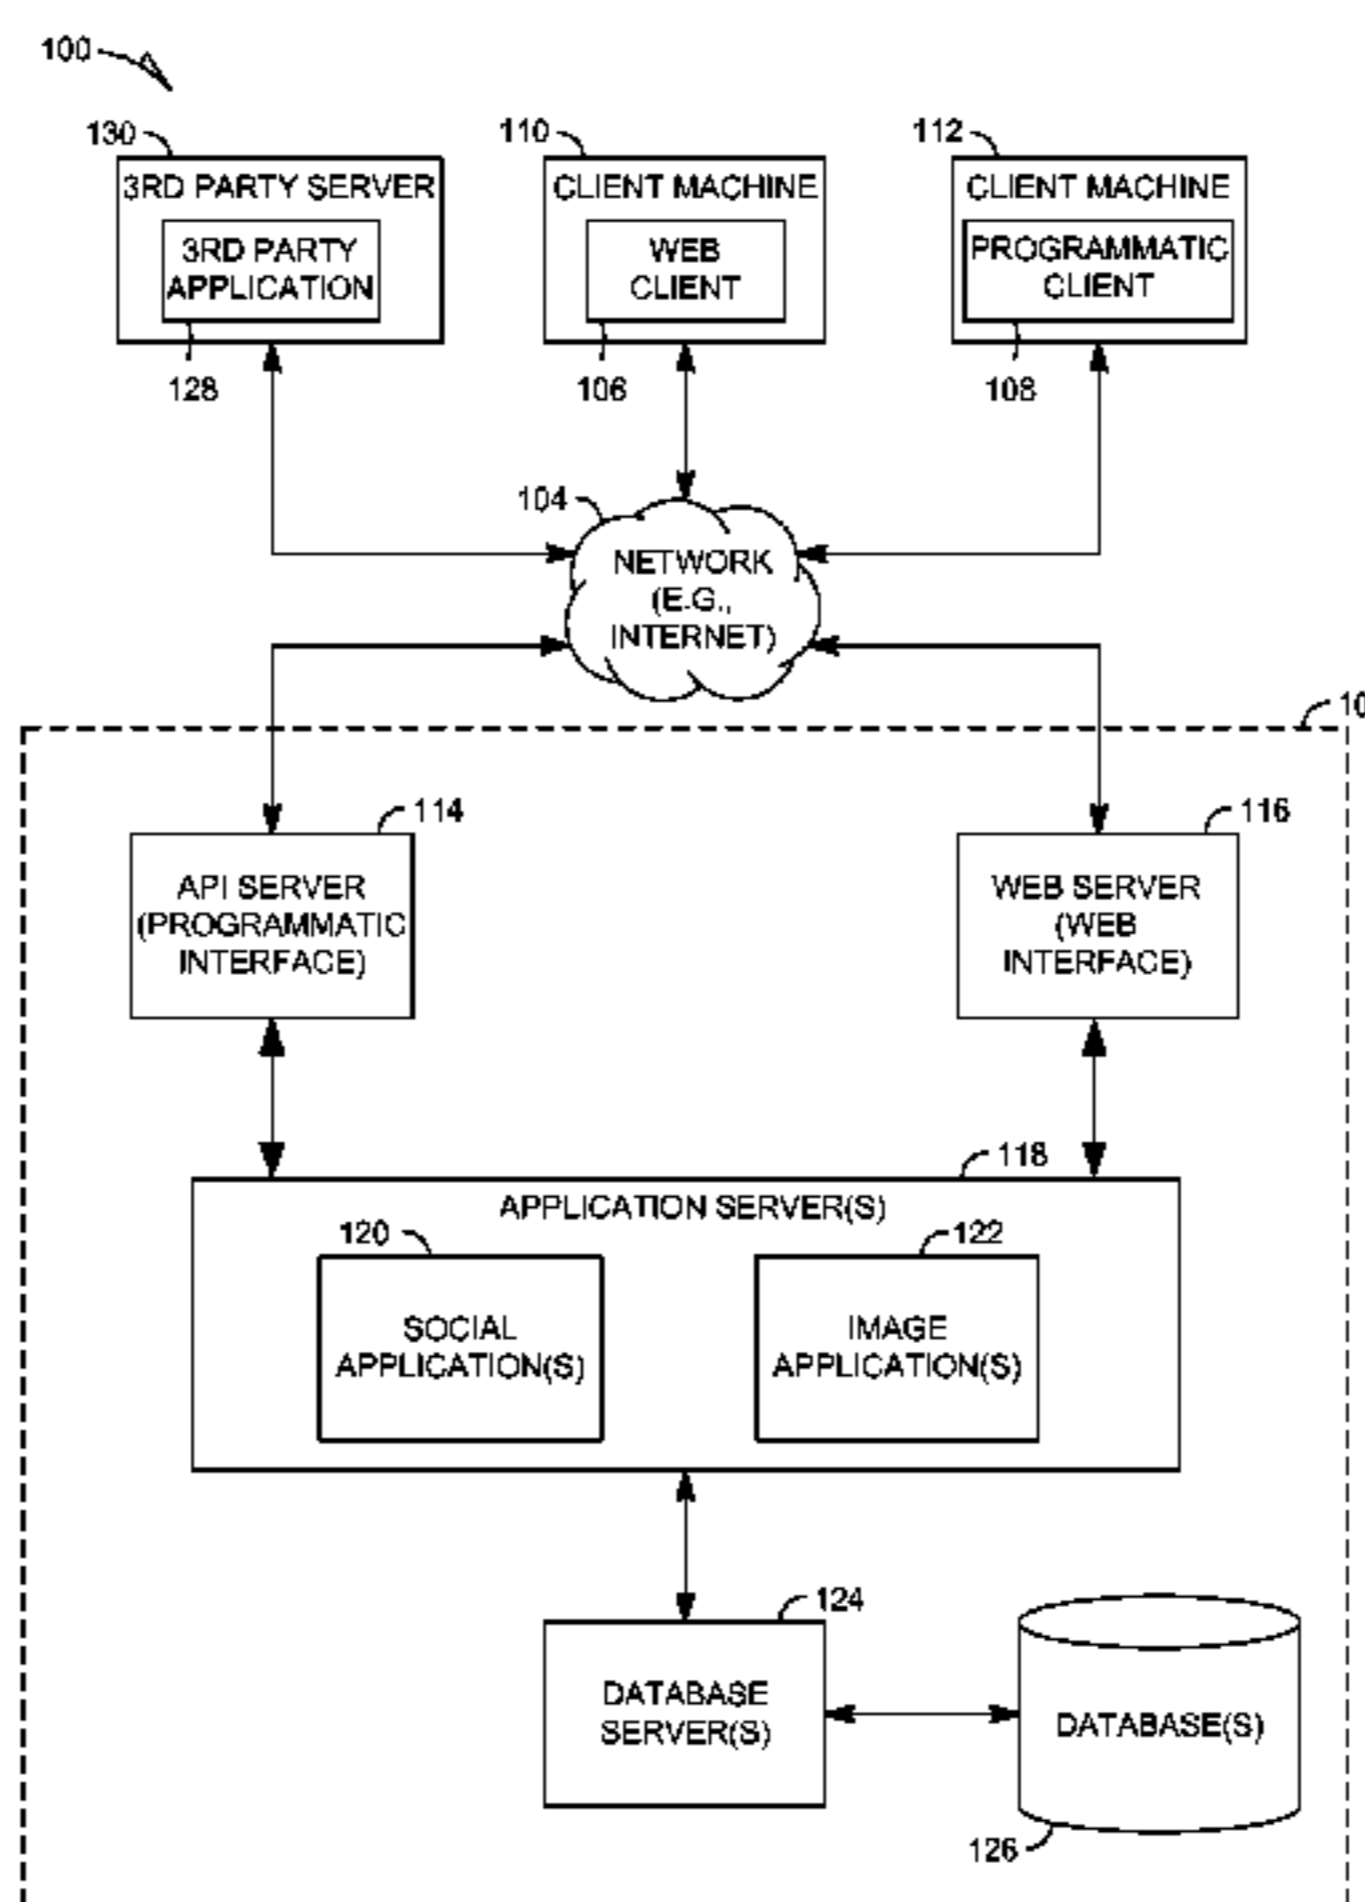 100
130
110
112
3RD PARTY SERVER
CLIENT MACHINE
CLIENT MACHINE
3RD PARTY
APPLICATION
WEB
CLIENT
PROGRAMMATIC
CLIENT
128
106
108
104
NETWORK
(E.G.,
INTERNET)
10
114
116
API SERVER
(PROGRAMMATIC
INTERFACE)
WEB SERVER
(WEB
INTERFACE)
118
APPLICATION SERVER(S)
120
122
SOCIAL
APPLICATION(S)
IMAGE
APPLICATION(S)
124
DATABASE
SERVER(S)
DATABASE(S)
126